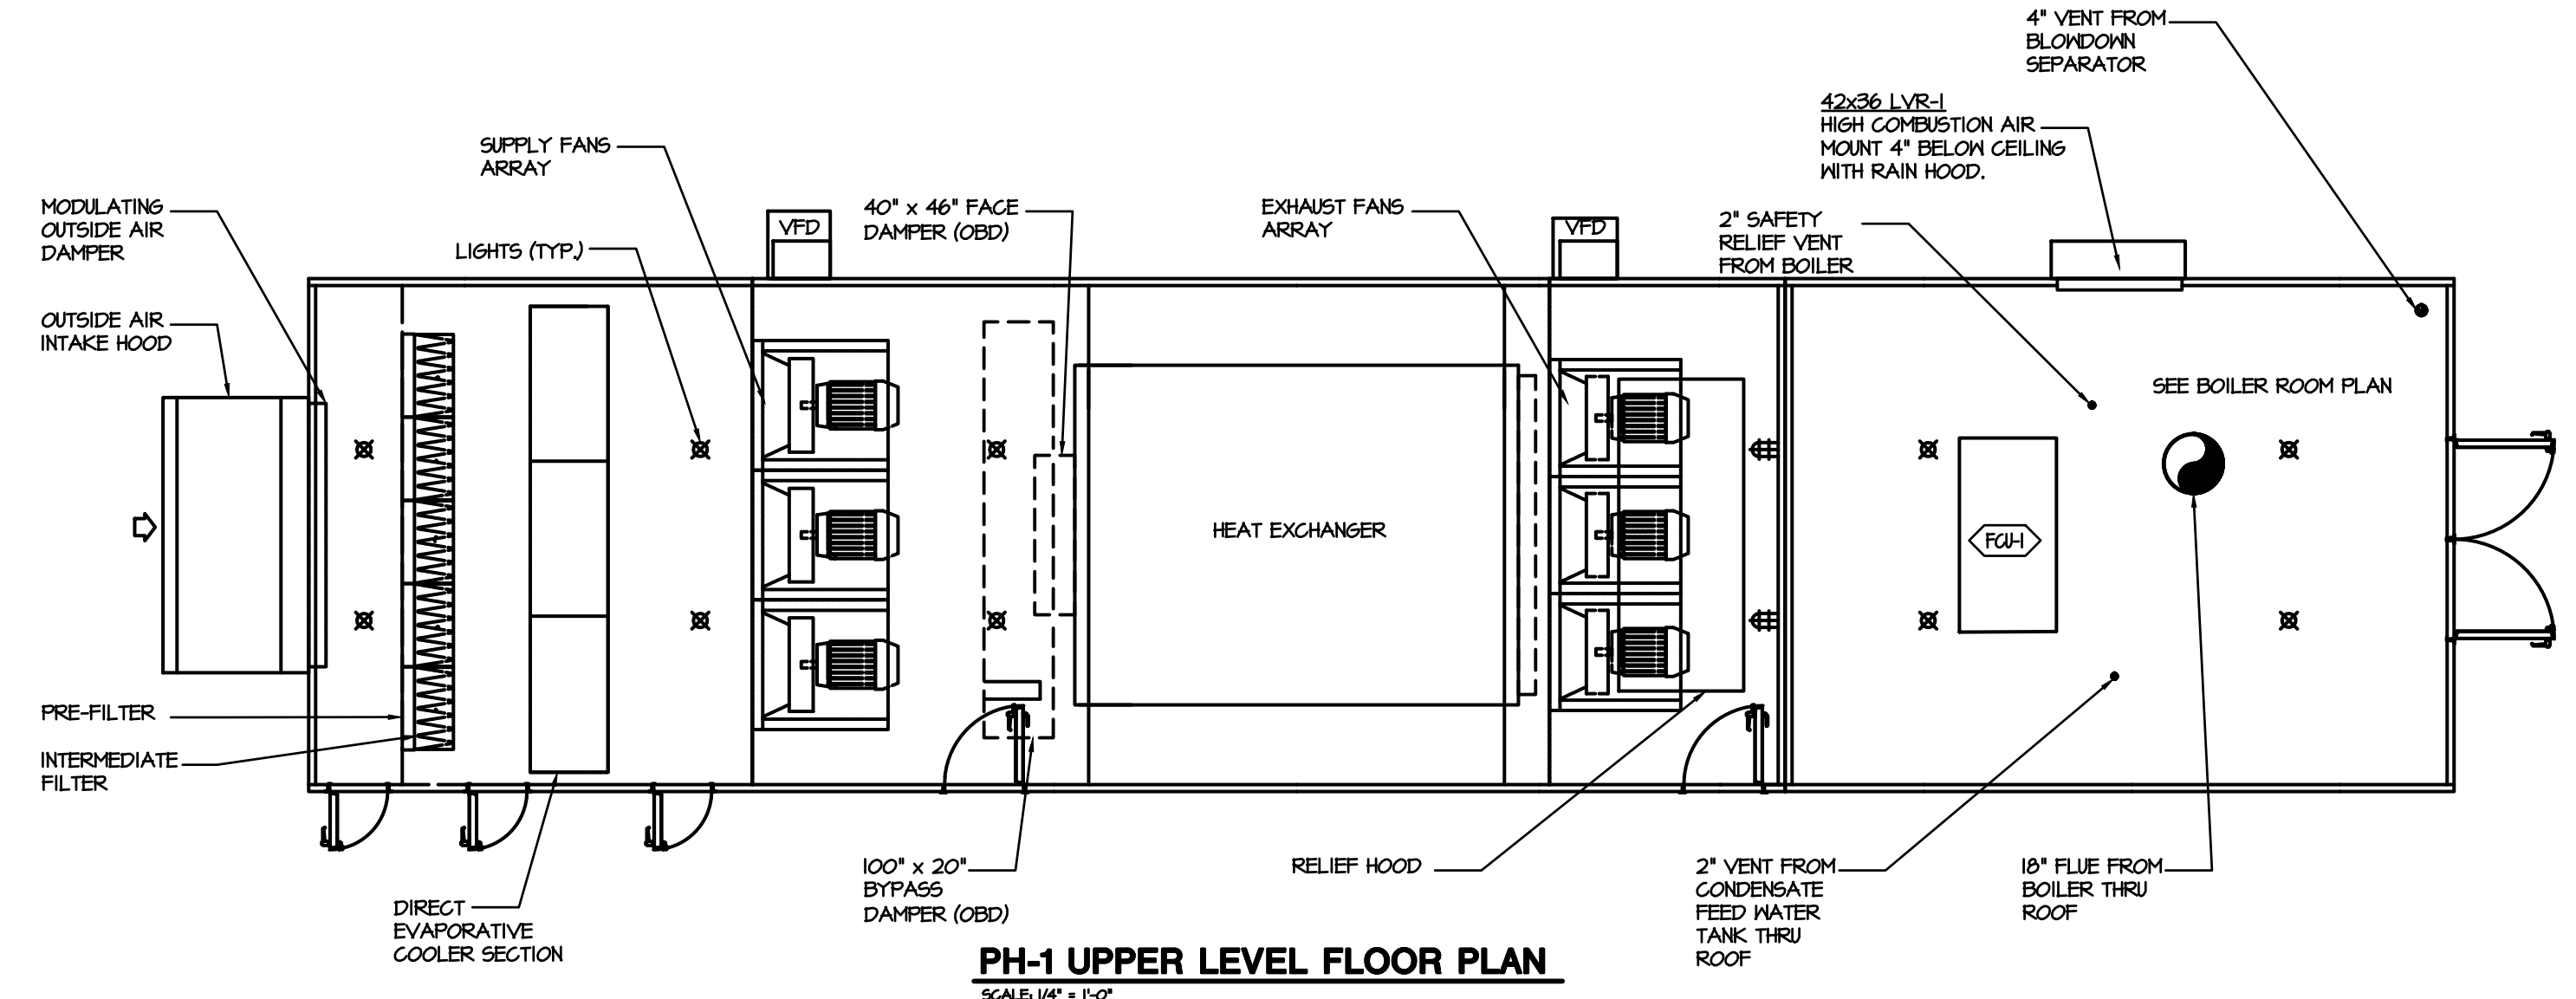 4" VENT FROM
BLOWDOWN
SEPARATOR
42x36 LVR-1
HIGH COMBUSTION AIR
MOUNT 4" BELOW CEILING
WITH RAIN HOOD.
SUPPLY FANS
ARRAY
MODULATING
OUTSIDE AIR
DAMPER
LIGHTS (TYP.)
VFD
40" x 46" FACE
DAMPER (OBD)
EXHAUST FANS
ARRAY
VFD
2" SAFETY
RELIEF VENT
FROM BOILER
OUTSIDE AIR
INTAKE HOOD
SEE BOILER ROOM PLAN
HEAT EXCHANGER
FCU-1
PRE-FILTER
INTERMEDIATE
FILTER
DIRECT
EVAPORATIVE
COOLER SECTION
100" x 20"
BYPASS
DAMPER (OBD)
RELIEF HOOD
2" VENT FROM
CONDENSATE
FEED WATER
TANK THRU
ROOF
18" FLUE FROM
BOILER THRU
ROOF
PH-1 UPPER LEVEL FLOOR PLAN
SCALE: 1/4" = 1'-0"